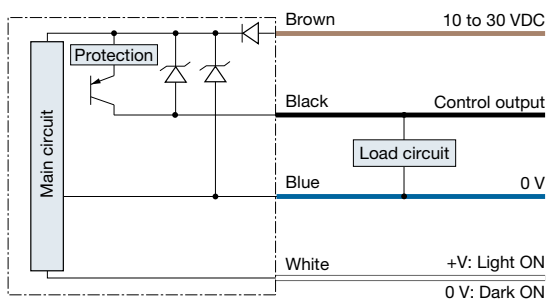 Brown 10 to 30 VDC
Protection
Black Control output
Main circuit
Load circuit
Blue 0 V
White +V: Light ON
0 V: Dark ON